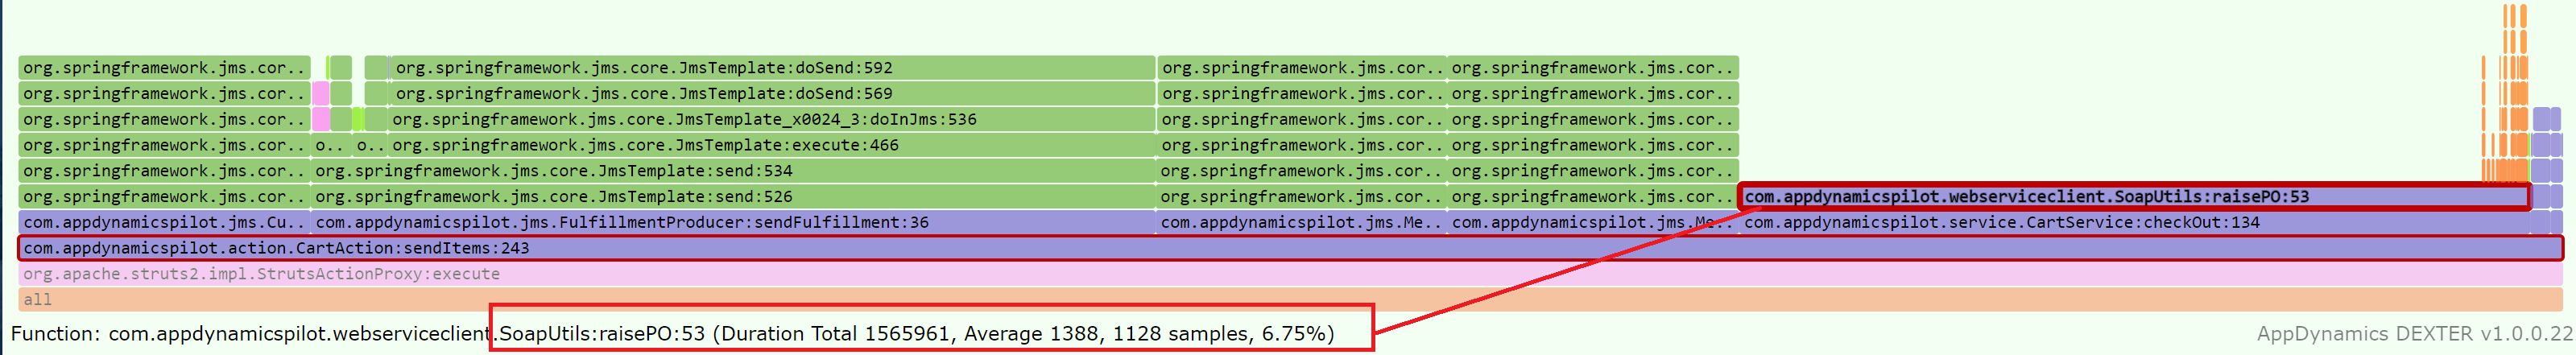 org.springframework.jms.cor.. org.springframework.jms.core.JmsTemplate:doSend:592 org.springframework.jms.cor.. org.springframework.jms.cor..
org.springframework.jms.cor.. org.springframework.jms.core.JmsTemplate:doSend:569 org.springframework.jms.cor.. org.springframework.jms.cor..
org.springframework.jms.cor.. org.springframework.jms.core.JmsTemplate_x0024_3:doInJms:536 org.springframework.jms.cor.. org.springframework.jms.cor..
org.springframework.jms.cor.. o.. o.. org.springframework.jms.core.JmsTemplate:execute:466 org.springframework.jms.cor.. org.springframework.jms.cor..
org.springframework.jms.cor.. org.springframework.jms.core.JmsTemplate:send:534 org.springframework.jms.cor.. org.springframework.jms.cor..
org.springframework.jms.cor.. org.springframework.jms.core.JmsTemplate:send:526 org.springframework.jms.cor.. org.springframework.jms.cor.. com.appdynamicspilot.webserviceclient.SoapUtils:raisePO:53
com.appdynamicspilot.jms.Cu.. com.appdynamicspilot.jms.FulfillmentProducer:sendFulfillment:36 com.appdynamicspilot.jms.Me.. com.appdynamicspilot.jms.Me.. com.appdynamicspilot.service.CartService:checkOut:134
com.appdynamicspilot.action.CartAction:sendItems:243
org.apache.struts2.impl.StrutsActionProxy:execute
all
Function: com.appdynamicspilot.webserviceclient.SoapUtils:raisePO:53 (Duration Total 1565961, Average 1388, 1128 samples, 6.75%) AppDynamics DEXTER v1.0.0.22